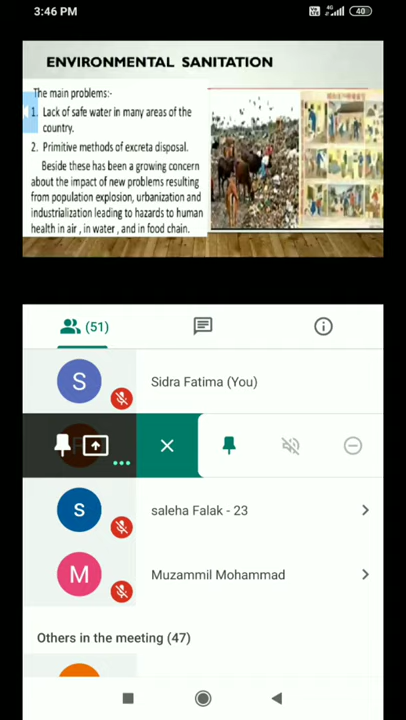 3:46 PM
4G
40
ENVIRONMENTAL SANITATION
The main problems:-
1. Lack of safe water in many areas of the
country.
2. Primitive methods of excreta disposal.
Beside these has been a growing concern
about the impact of new problems resulting
from population explosion, urbanization and
industrialization leading to hazards to human
health in air , in water , and in food chain.
(51)
S
Sidra Fatima (You)
s
saleha Falak - 23
M
Muzammil Mohammad
Others in the meeting (47)